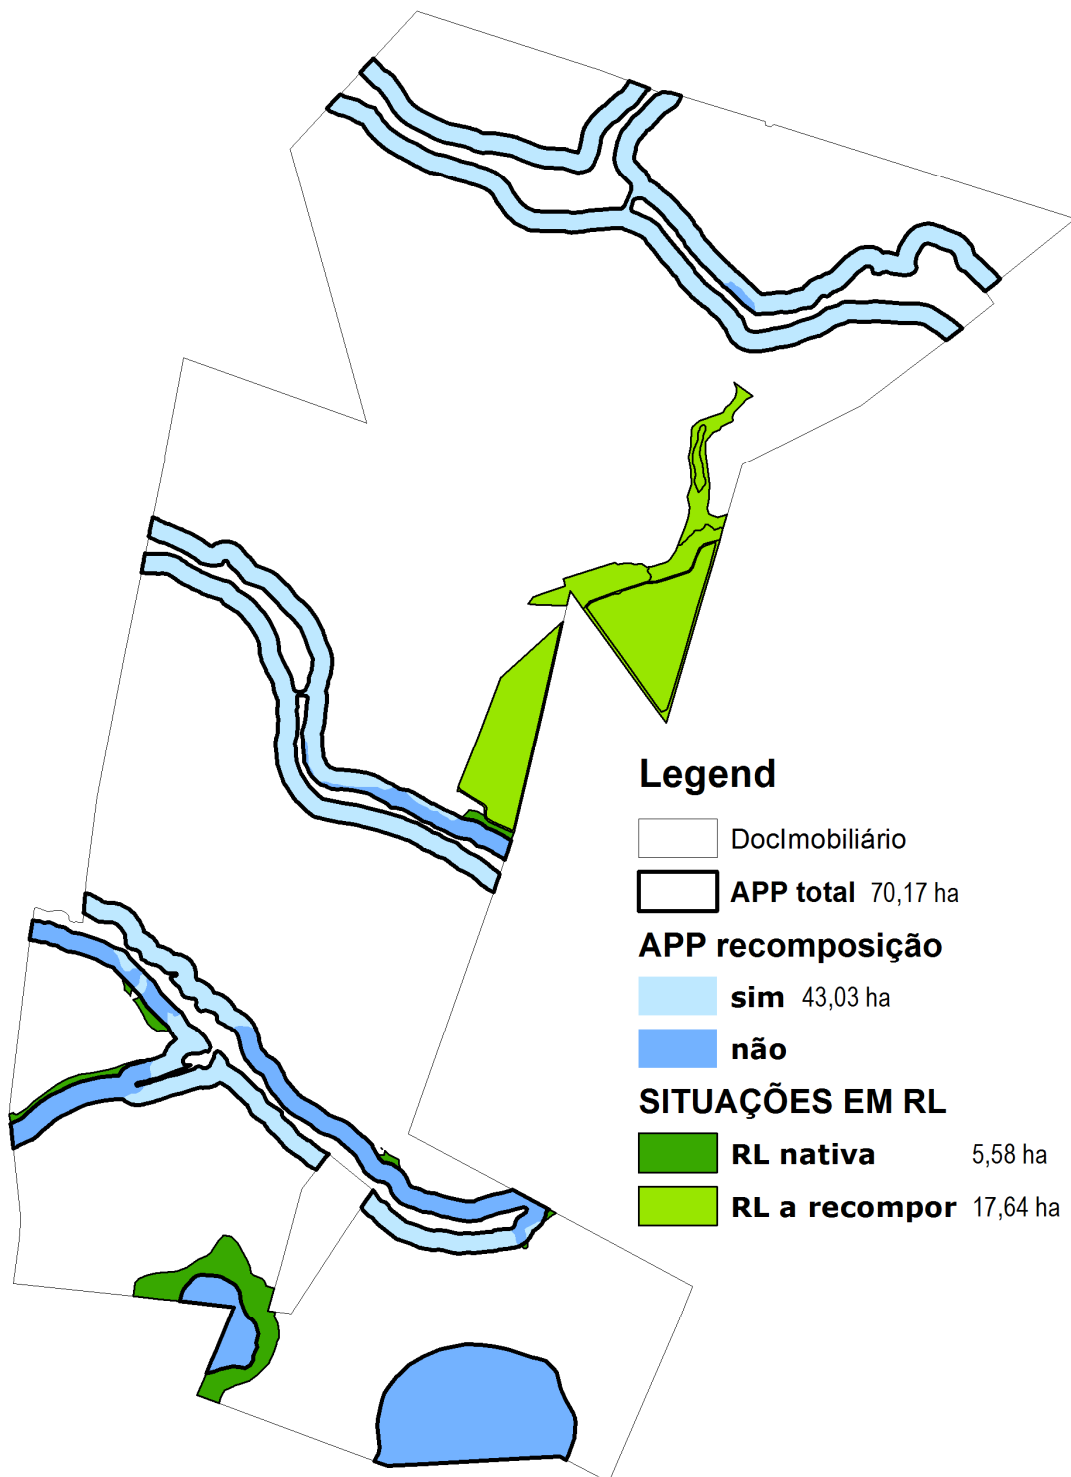 Legend
DocImobiliário
APP total 70,17 ha
APP recomposição
sim 43,03 ha
não
SITUAÇÕES EM RL
RL nativa 5,58 ha
RL a recompor 17,64 ha